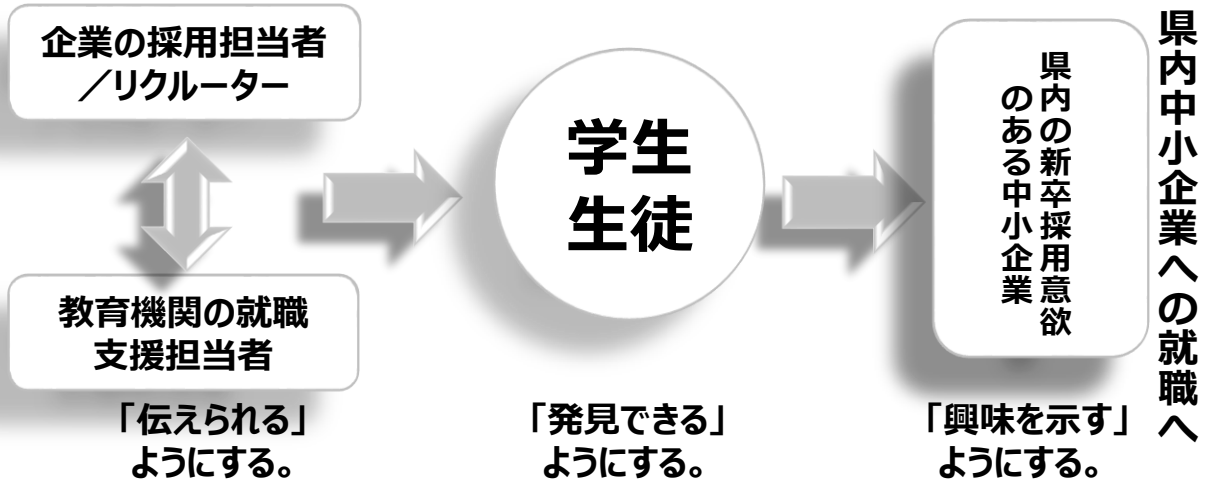 企業の採用担当者
／リクルーター
教育機関の就職
支援担当者
「伝えられる」
ようにする。
学生
生徒
「発見できる」
ようにする。
県内の新卒採用意欲
のある中小企業
「興味を示す」
ようにする。
県内中小企業への就職へ